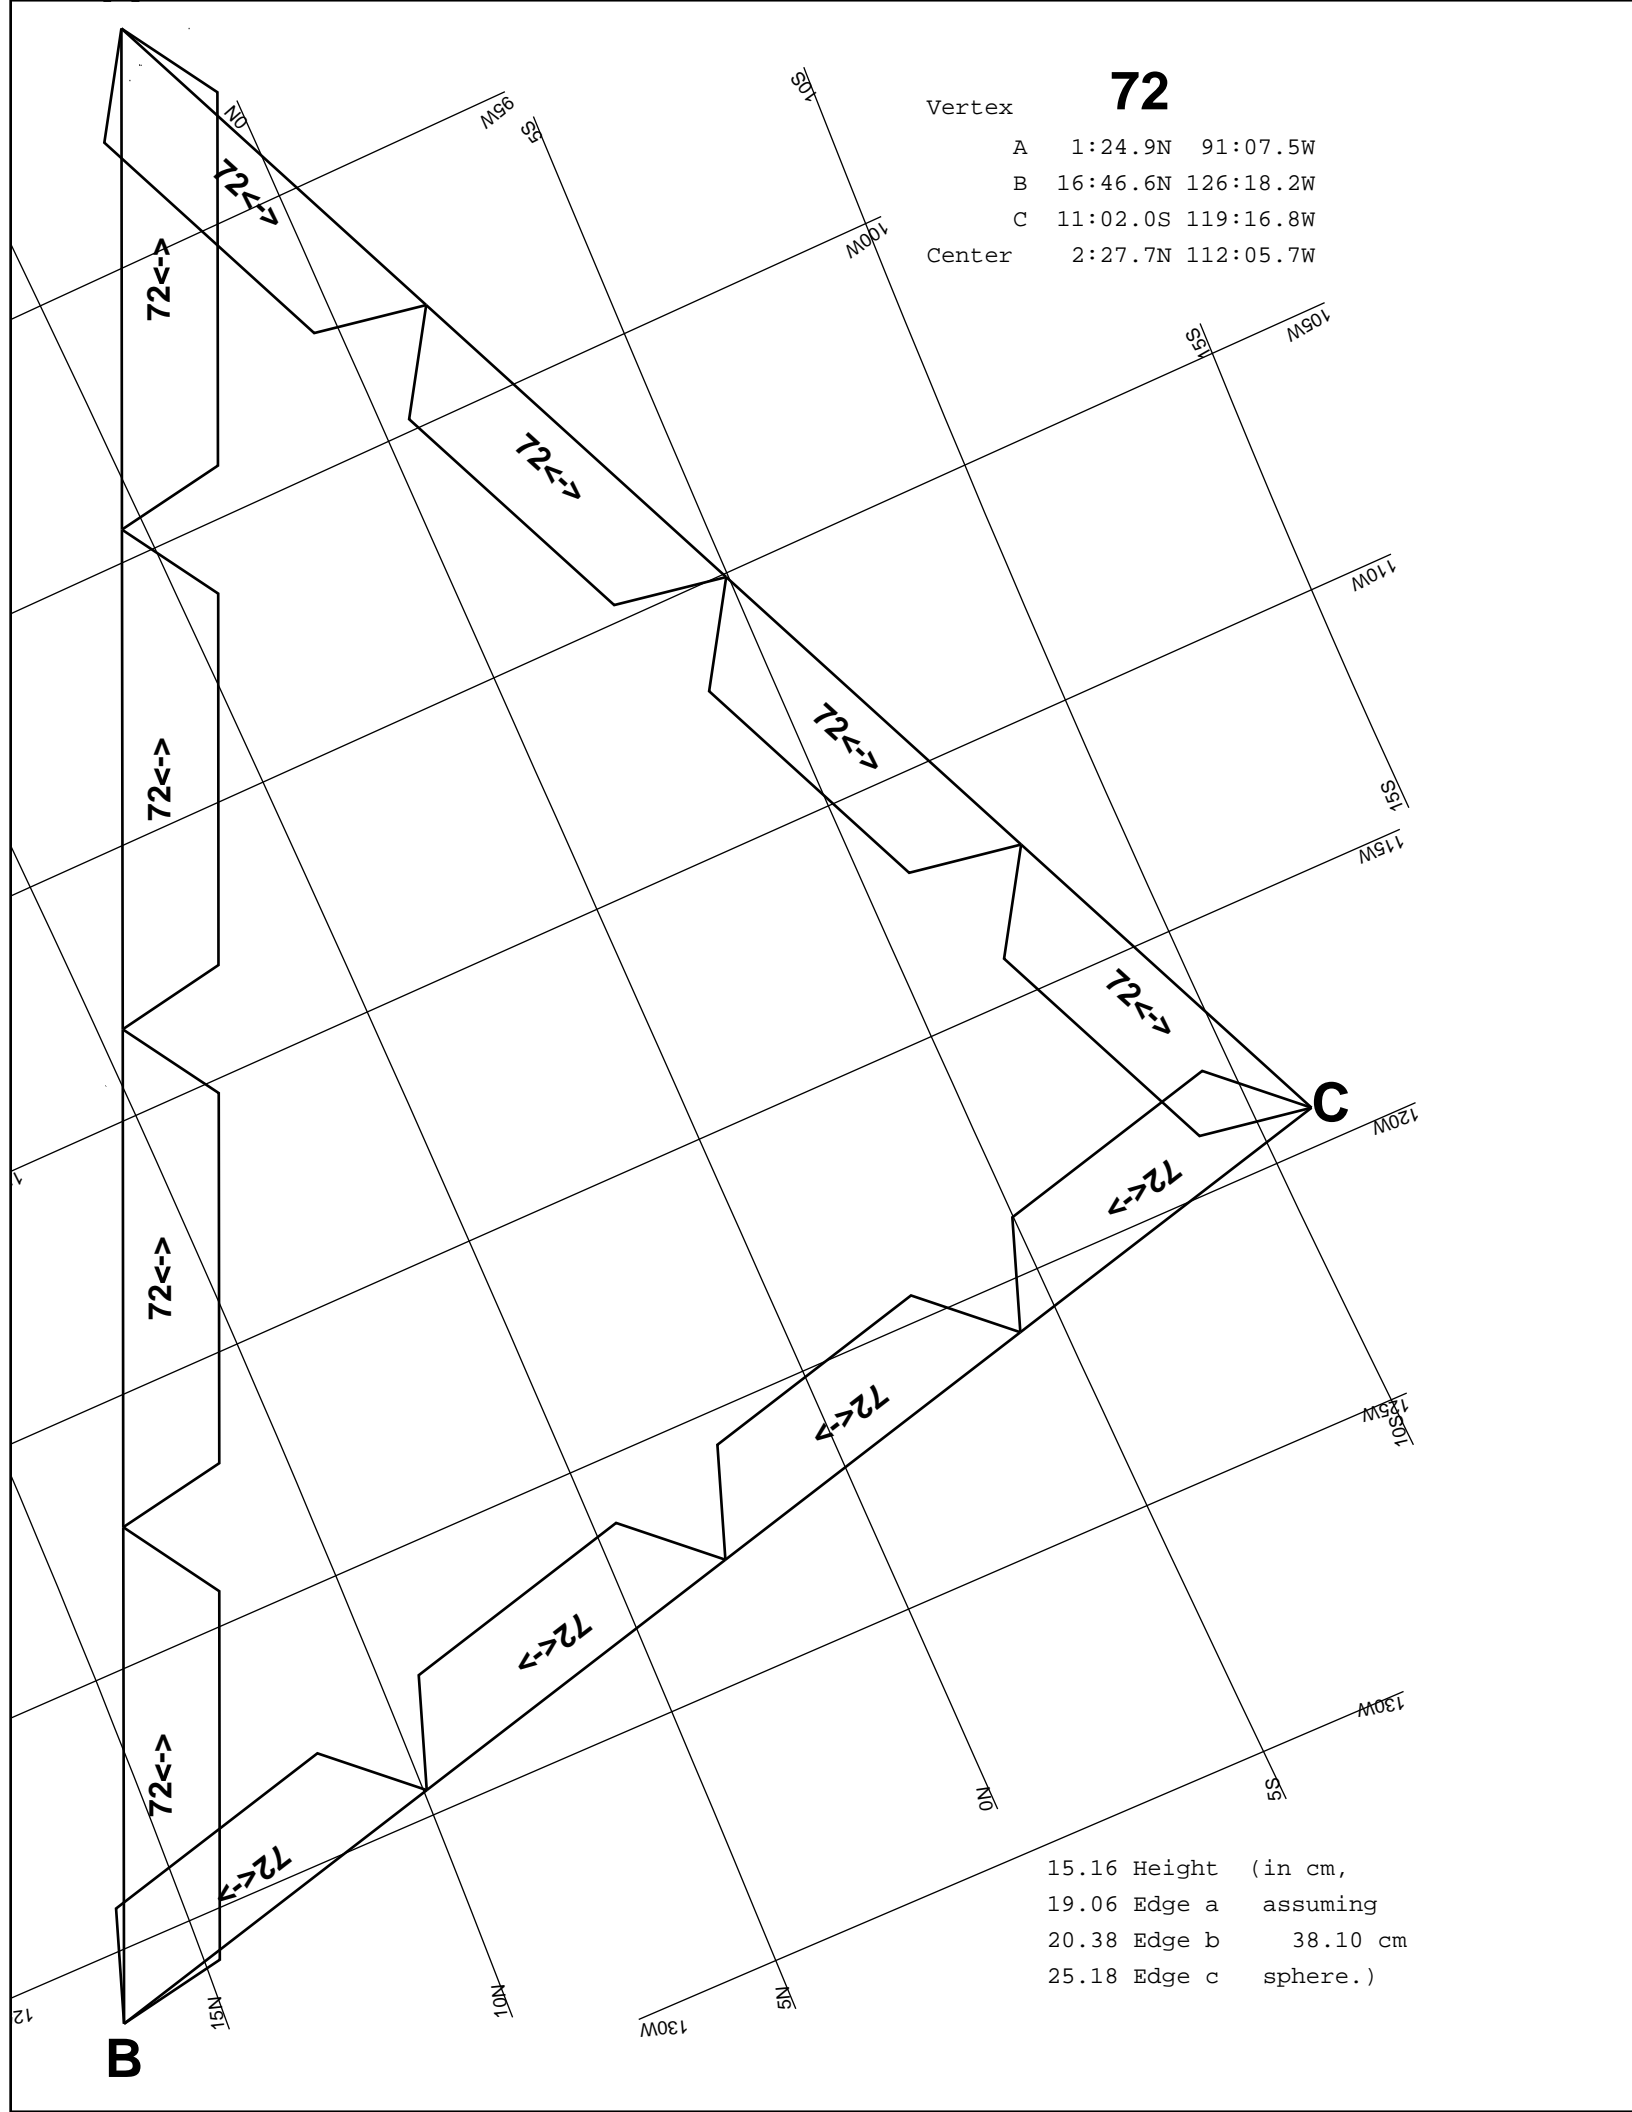 72
Vertex
A 1:24.9N 91:07.5W
B 16:46.6N 126:18.2W
C 11:02.0S 119:16.8W
Center 2:27.7N 112:05.7W
0N
95W
5S
10S
100W
15S
105W
110W
15S
115W
120W
125W
10S
130W
5S
0N
5N
130W
10N
15N
12
1
72<->
72<->
72<->
72<->
72<->
72<->
72<->
72<->
72<->
72<->
72<->
72<->
C
B
15.16 Height (in cm,
19.06 Edge a assuming
20.38 Edge b 38.10 cm
25.18 Edge c sphere.)